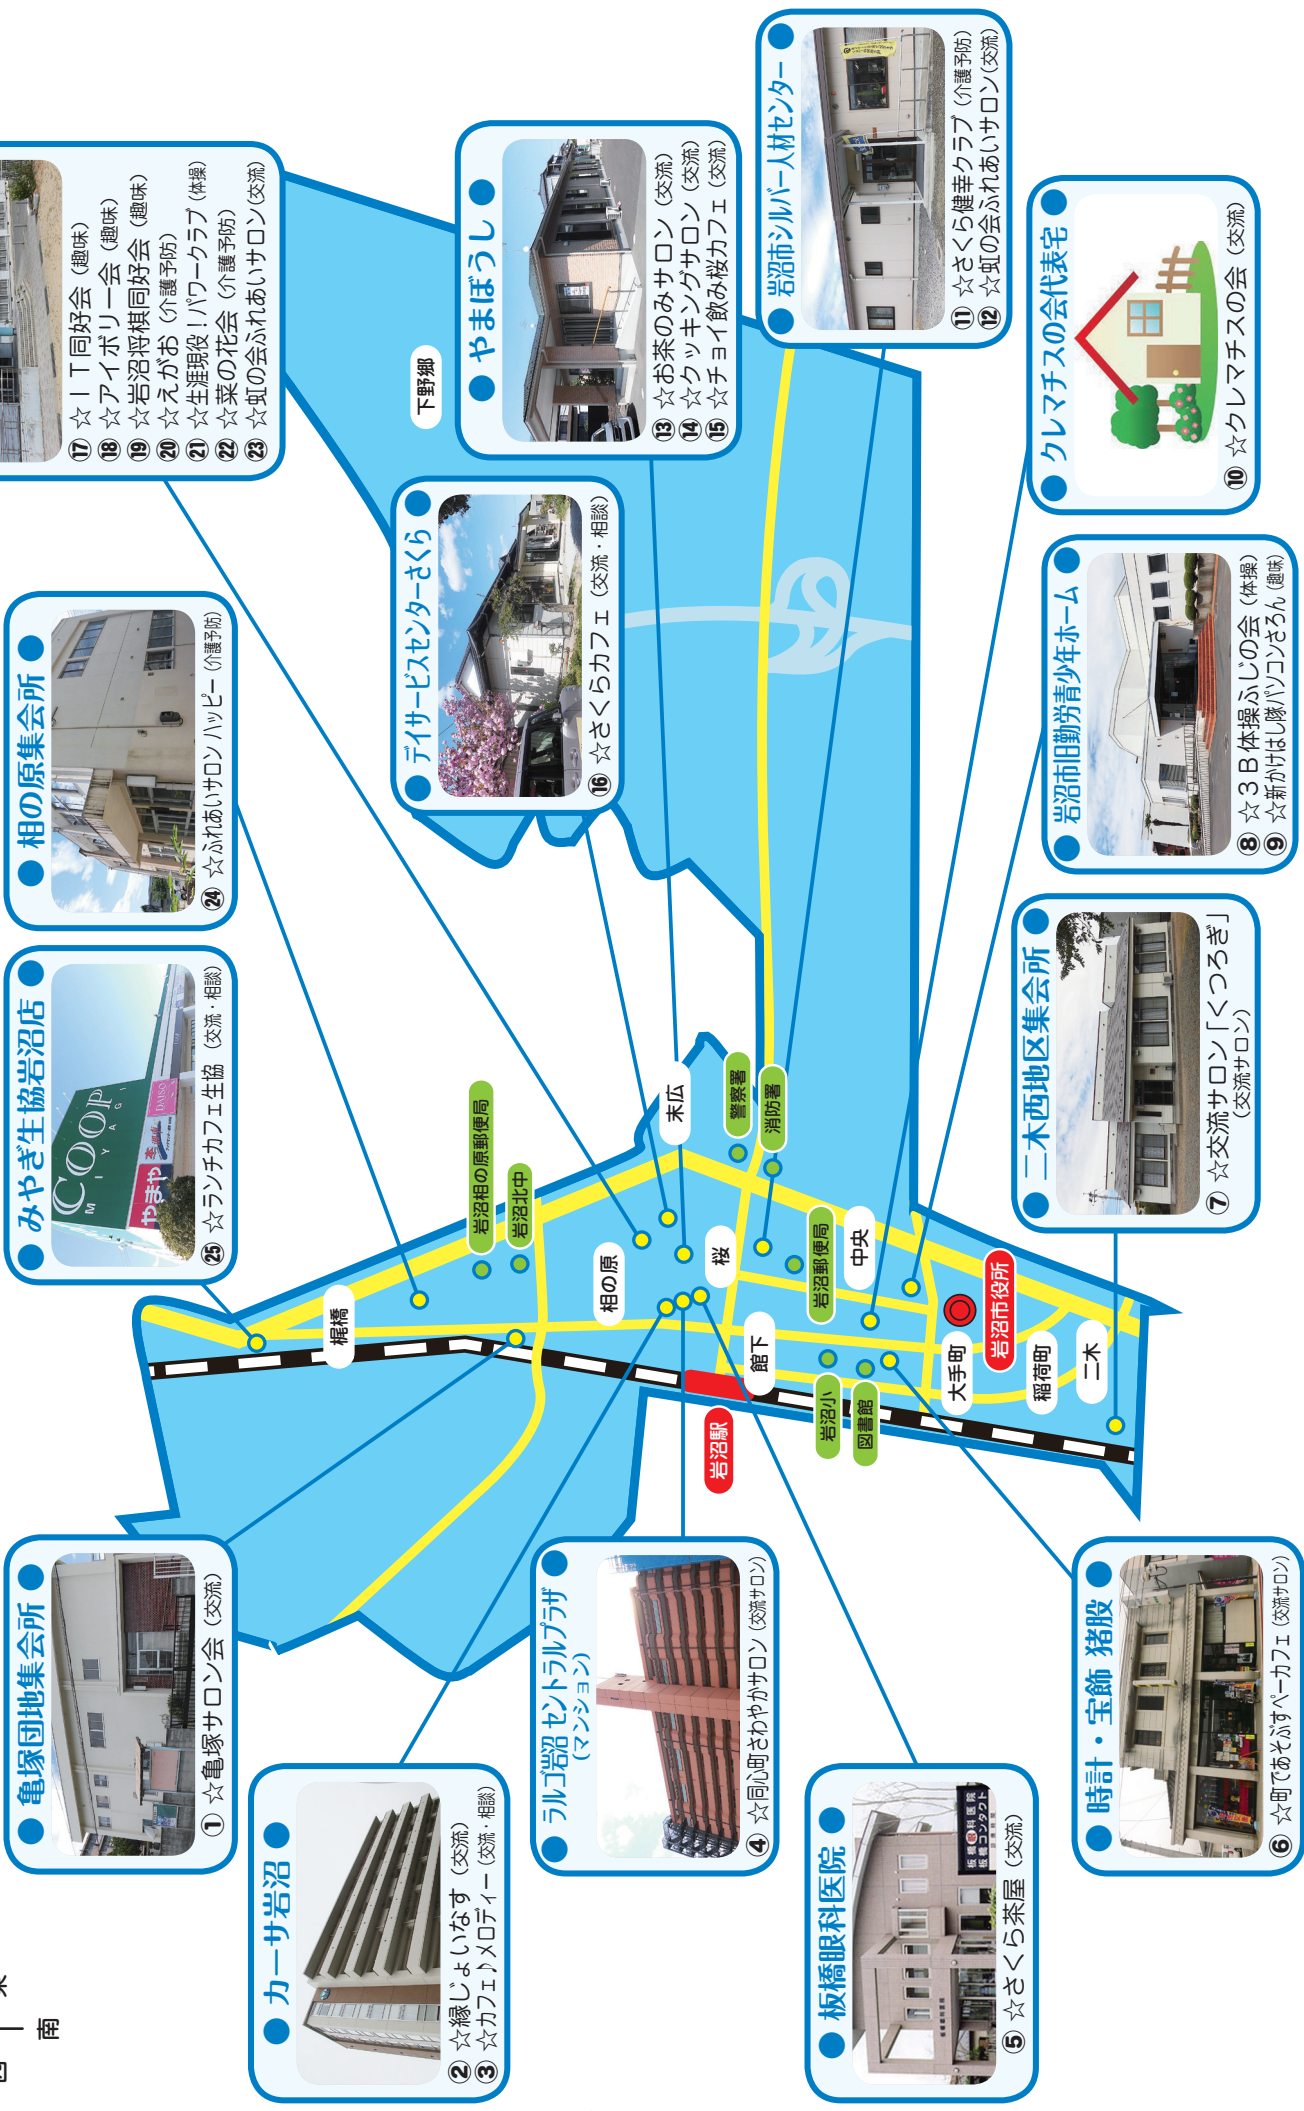 南
亀塚団地集会所
① ☆亀塚サロン会（交流）
みやぎ生協岩沼店
COOP
MIYAGI
やまや
DAISO
㉕ ☆ランチカフェ生協（交流・相談）
相の原集会所
㉔ ☆ふれあいサロン ハッピー（介護予防）
⑰ ☆ＩＴ同好会（趣味）
⑱ ☆アイボリー会（趣味）
⑲ ☆岩沼将棋同好会（趣味）
⑳ ☆えがお（介護予防）
㉑ ☆生涯現役！パワークラブ（体操）
㉒ ☆菜の花会（介護予防）
㉓ ☆虹の会ふれあいサロン（交流）
カーサ岩沼
② ☆縁じょいなす（交流）
③ ☆カフェ♪メロディー（交流・相談）
デイサービスセンターさくら
⑯ ☆さくらカフェ（交流・相談）
やまぼうし
⑬ ☆お茶のみサロン（交流）
⑭ ☆クッキングサロン（交流）
⑮ ☆チョイ飲み桜カフェ（交流）
ラルゴ岩沼 セントラルプラザ
（マンション）
④ ☆同心町さわやかサロン（交流サロン）
岩沼市シルバー人材センター
⑪ ☆さくら健幸クラブ（介護予防）
⑫ ☆虹の会ふれあいサロン（交流）
板橋眼科医院
板橋眼科医院
板橋コンタクト
⑤ ☆さくら茶屋（交流）
クレマチスの会代表宅
⑩ ☆クレマチスの会（交流）
二木西地区集会所
⑦ ☆交流サロン「くつろぎ」
（交流サロン）
岩沼市旧勤労青少年ホーム
⑧ ☆３Ｂ体操ふじの会（体操）
⑨ ☆新かけはし隊パソコンさろん（趣味）
時計・宝飾 猪股
⑥ ☆町であそぶすぺーカフェ（交流サロン）
下野郷
梶橋
岩沼相の原郵便局
岩沼北中
相の原
末広
桜
警察署
消防署
岩沼駅
館下
岩沼郵便局
中央
岩沼小
図書館
大手町
岩沼市役所
稲荷町
二木